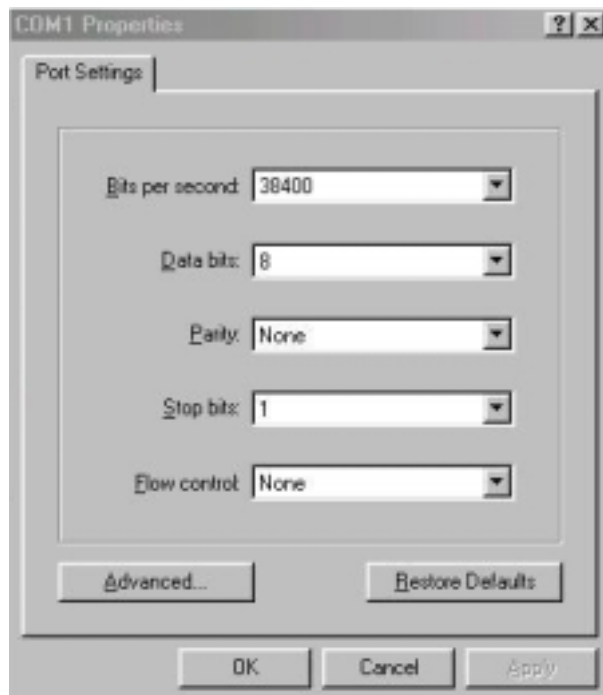 COM1 Properties
Port Settings
Bits per second: 38400
Data bits: 8
Parity: None
Stop bits: 1
Flow control: None
Advanced...
Restore Defaults
OK
Cancel
Apply